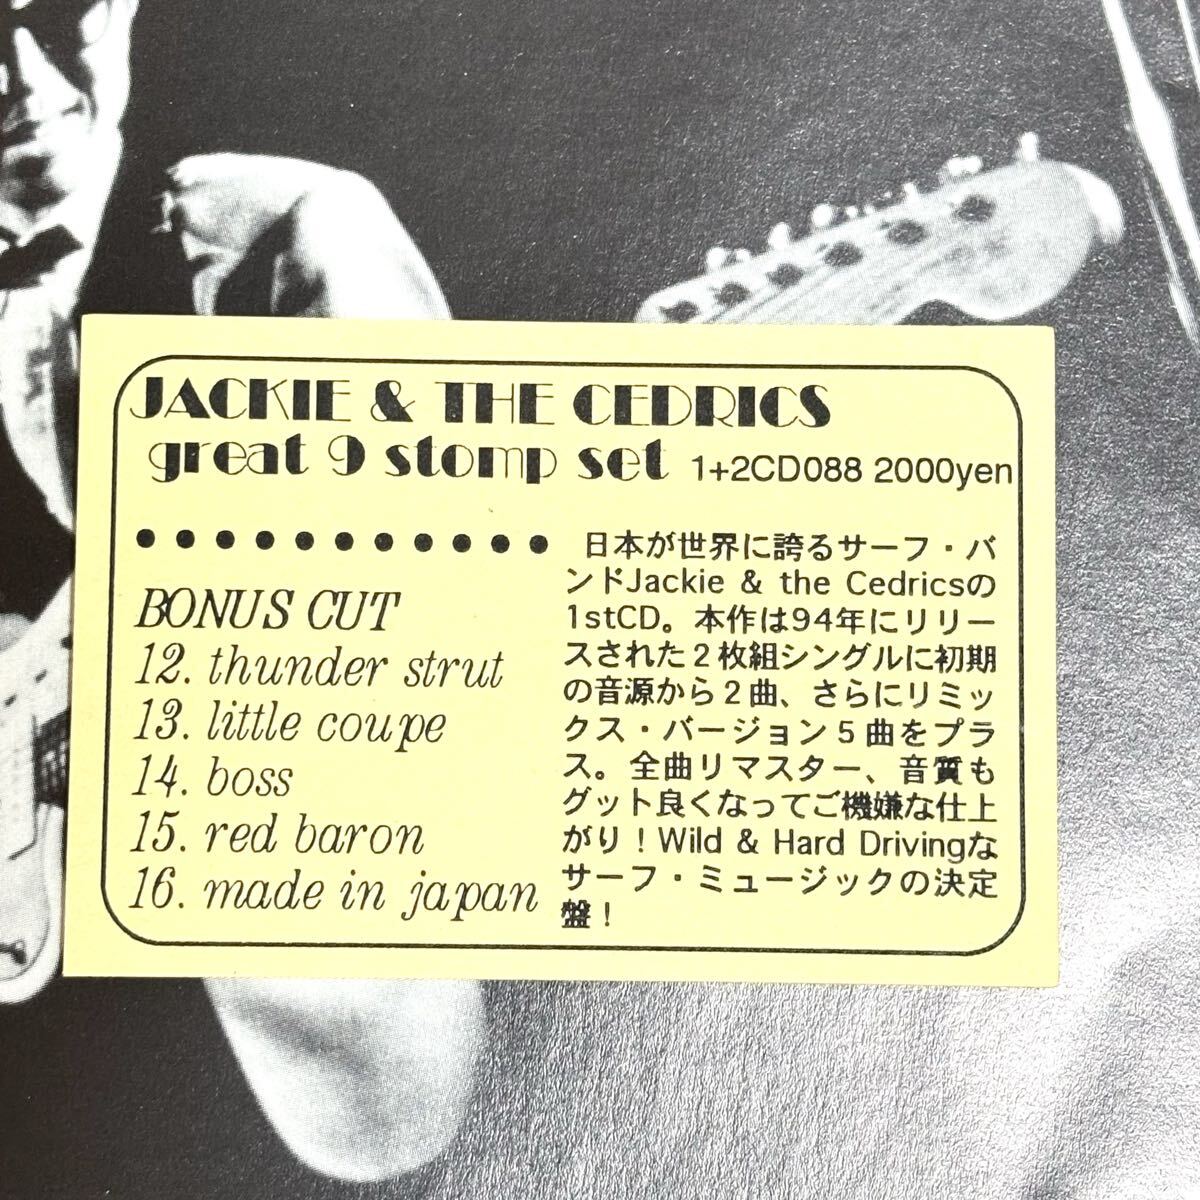 JACKIE & THE CEDRICS
great 9 stomp set 1+2CD088 2000yen
BONUS CUT
12. thunder strut
13. little coupe
14. boss
15. red baron
16. made in japan
日本が世界に誇るサーフ・バ
ンドJackie & the Cedricsの
1stCD。本作は94年にリリー
スされた２枚組シングルに初期
の音源から２曲、さらにリミッ
クス・バージョン５曲をプラ
ス。全曲リマスター、音質も
グット良くなってご機嫌な仕上
がり！Wild & Hard Drivingな
サーフ・ミュージックの決定
盤！